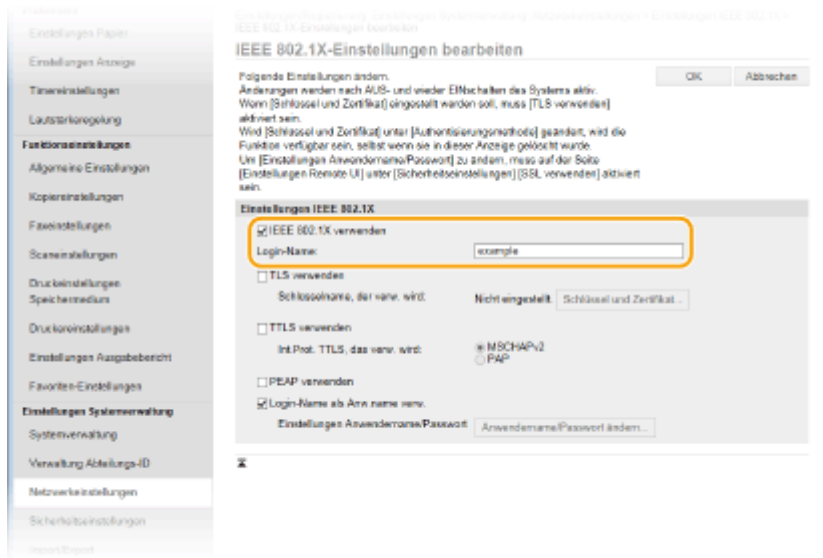 Einstellungen Papier
Einstellungen Anzeige
Timereinstellungen
Lautstärkeregelung
Funktionseinstellungen
Allgemeine Einstellungen
Kopiereinstellungen
Faxeinstellungen
Scaneinstellungen
Druckeinstellungen
Speichermedium
Druckereinstellungen
Einstellungen Ausgabebericht
Favoriten-Einstellungen
Einstellungen Systemverwaltung
Systemverwaltung
Verwaltung Abteilungs-ID
Netzwerkeinstellungen
Sicherheitseinstellungen
Import/Export
IEEE 802.1X-Einstellungen bearbeiten
IEEE 802.1X-Einstellungen bearbeiten
Folgende Einstellungen ändern.
OK
Abbrechen
Änderungen werden nach AUS- und wieder EINschalten des Systems aktiv.
Wenn [Schlüssel und Zertifikat] eingestellt werden soll, muss [TLS verwenden]
aktiviert sein.
Wird [Schlüssel und Zertifikat] unter [Authentisierungsmethode] geändert, wird die
Funktion verfügbar sein, selbst wenn sie in dieser Anzeige gelöscht wurde.
Um [Einstellungen Anwendername/Passwort] zu ändern, muss auf der Seite
[Einstellungen Remote UI] unter [Sicherheitseinstellungen] [SSL verwenden] aktiviert
sein.
Einstellungen IEEE 802.1X
IEEE 802.1X verwenden
Login-Name: example
TLS verwenden
Schlüsselname, der verw. wird: Nicht eingestellt Schlüssel und Zertifikat...
TTLS verwenden
Int.Prot. TTLS, das verw. wird: MSCHAPv2
PAP
PEAP verwenden
Login-Name als Anw.name verw.
Einstellungen Anwendername/Passwort Anwendername/Passwort ändern...